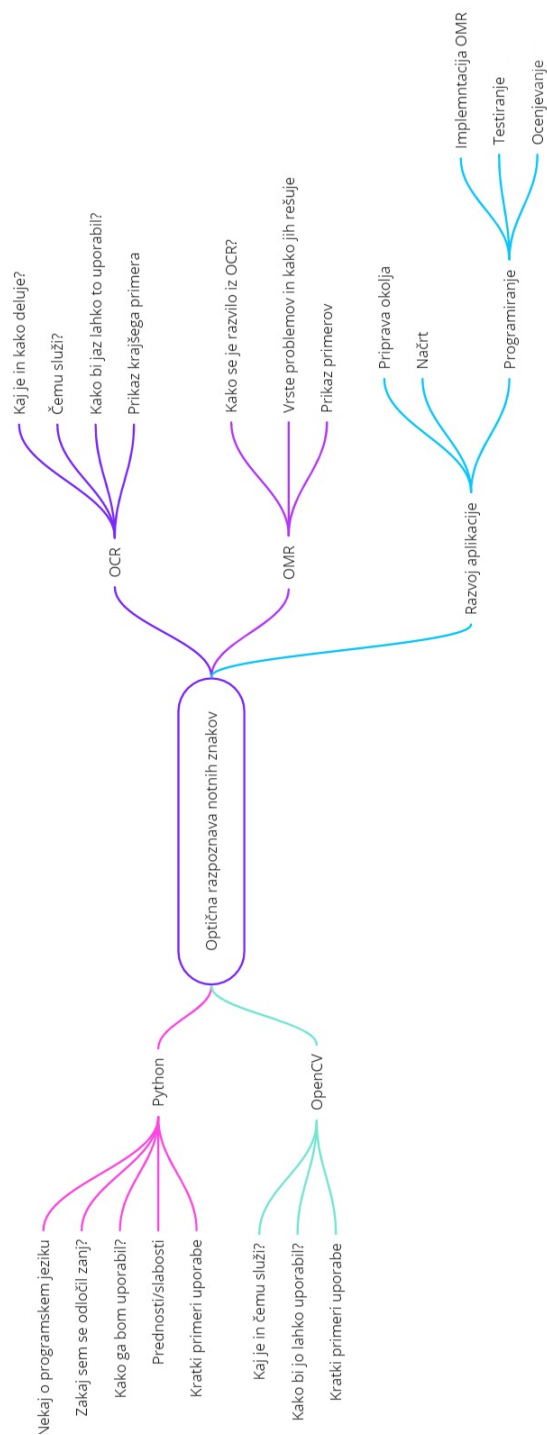 Optična razpoznava notnih znakov
OCR
Kaj je in kako deluje?
Čemu služi?
Kako bi jaz lahko to uporabil?
Prikaz krajšega primera
OMR
Kako se je razvilo iz OCR?
Vrste problemov in kako jih rešuje
Prikaz primerov
Razvoj aplikacije
Priprava okolja
Načrt
Programiranje
Implemntacija OMR
Testiranje
Ocenjevanje
Python
Nekaj o programskem jeziku
Zakaj sem se odločil zanj?
Kako ga bom uporabil?
Prednosti/slabosti
Kratki primeri uporabe
OpenCV
Kaj je in čemu služi?
Kako bi jo lahko uporabil?
Kratki primeri uporabe